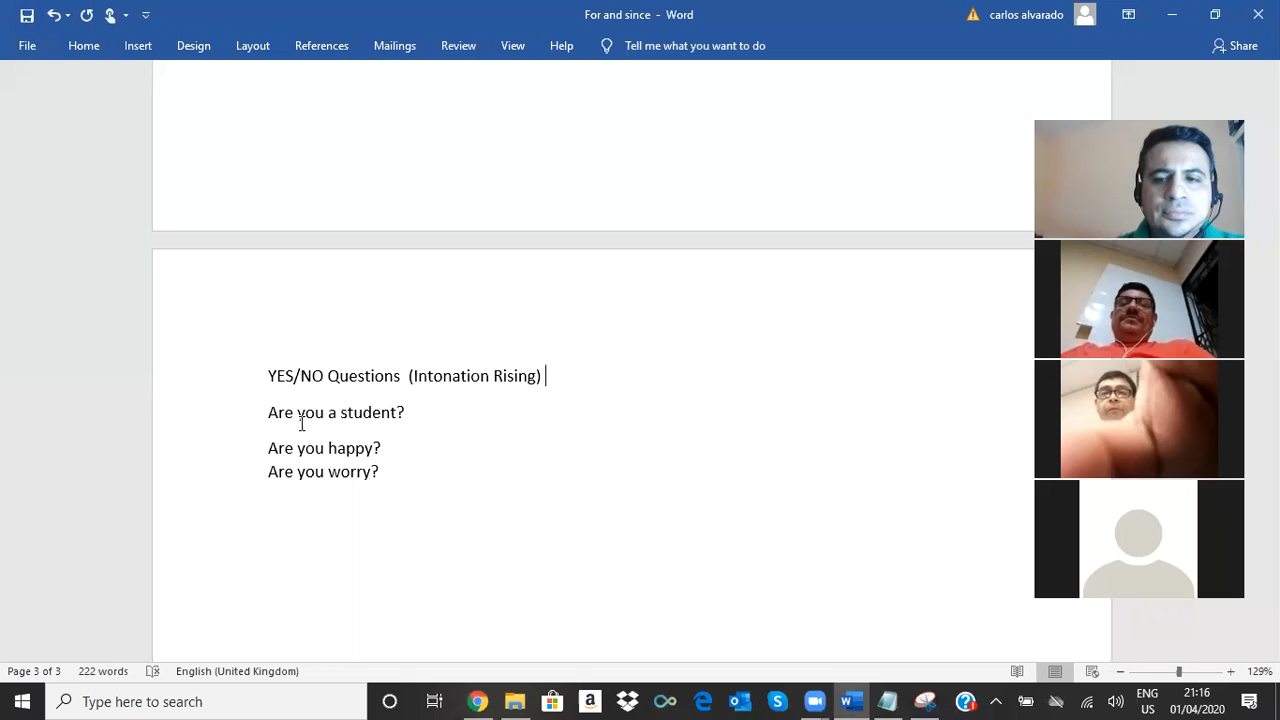 For and since - Word
carlos alvarado
File Home Insert Design Layout References Mailings Review View Help Tell me what you want to do Share
YES/NO Questions (Intonation Rising)
Are you a student?
Are you happy?
Are you worry?
Page 3 of 3 222 words English (United Kingdom) 129%
Type here to search
ENG
US
21:16
01/04/2020